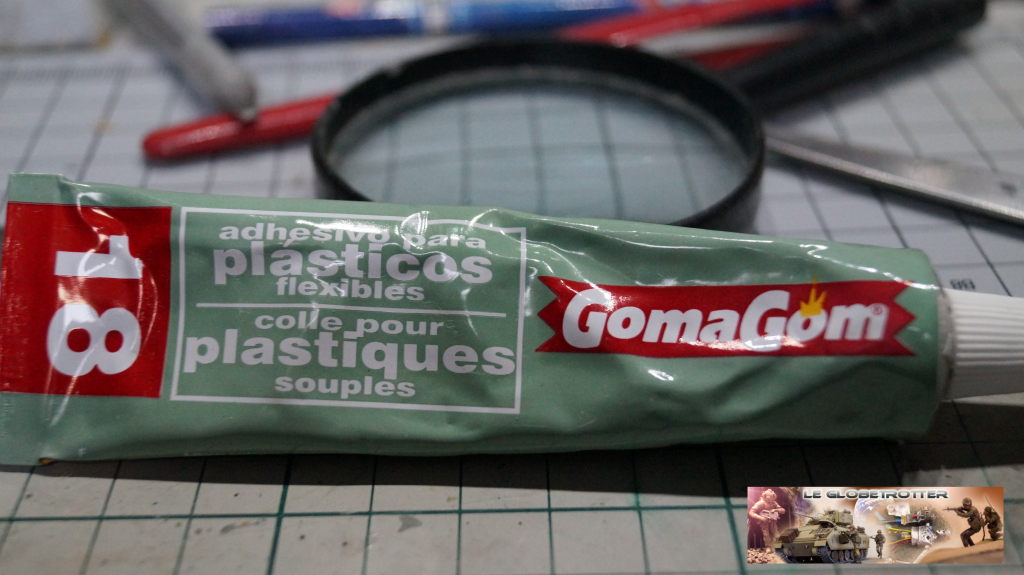 18
adhesivo para
plásticos
flexibles
colle pour
plastiques
souples
GomaGom®
LE GLOBETROTTER